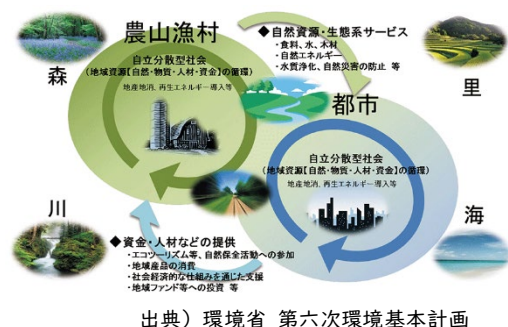 農山漁村
森
自立分散型社会
(地域資源【自然・物質・人材・資金】の循環)
地産地消、再生エネルギー導入等
◆自然資源・生態系サービス
・食料、水、木材
・自然エネルギー
・水質浄化、自然災害の防止 等
里
都市
自立分散型社会
(地域資源【自然・物質・人材・資金】の循環)
地産地消、再生エネルギー導入等
川
◆資金・人材などの提供
・エコツーリズム等、自然保全活動への参加
・地域産品の消費
・社会経済的な仕組みを通じた支援
・地域ファンド等への投資 等
海
出典）環境省 第六次環境基本計画